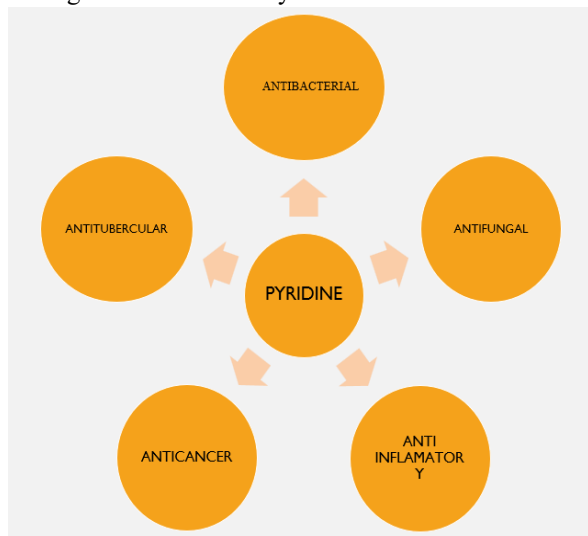 ANTIBACTERIAL
ANTITUBERCULAR
ANTIFUNGAL
PYRIDINE
ANTICANCER
ANTI
INFLAMATOR
Y